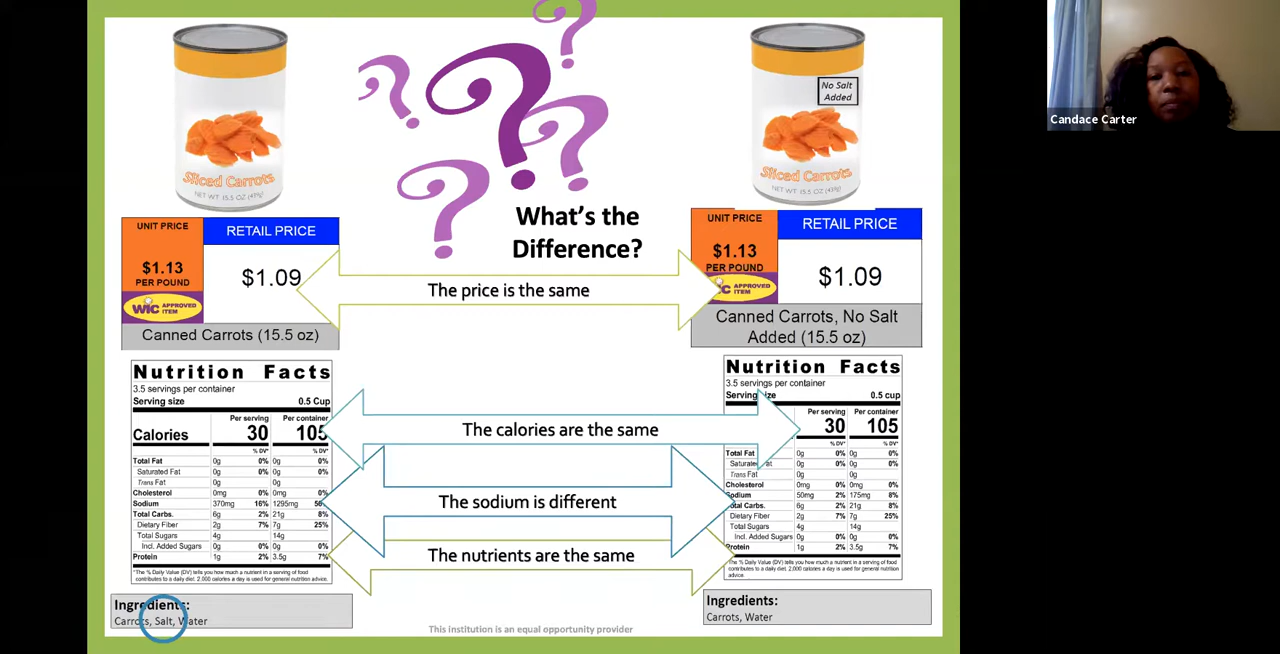 Sliced Carrots
NET WT. 15.5 OZ (439g)
No Salt
Added
Sliced Carrots
NET WT. 15.5 OZ (439g)
What's the
Difference?
UNIT PRICE
$1.13
PER POUND
WIC APPROVED
ITEM
RETAIL PRICE
$1.09
Canned Carrots (15.5 oz)
UNIT PRICE
$1.13
PER POUND
APPROVED
ITEM
RETAIL PRICE
$1.09
Canned Carrots, No Salt
Added (15.5 oz)
The price is the same
The calories are the same
The sodium is different
The nutrients are the same
Nutrition Facts
3.5 servings per container
Serving size 0.5 Cup
Per serving Per container
Calories 30 105
% DV* % DV*
Total Fat 0g 0% 0g 0%
Saturated Fat 0g 0% 0g 0%
Trans Fat 0g 0g
Cholesterol 0mg 0% 0mg 0%
Sodium 370mg 16% 1295mg
Total Carbs. 6g 2% 21g 8%
Dietary Fiber 2g 7% 7g 25%
Total Sugars 4g 14g
Incl. Added Sugars 0g 0% 0g 0%
Protein 1g 2% 3.5g 7%
*The % Daily Value (DV) tells you how much a nutrient in a serving of food
contributes to a daily diet. 2,000 calories a day is used for general nutrition advice.
Ingredients:
Carrots, Salt, Water
Nutrition Facts
3.5 servings per container
Serving size 0.5 cup
Per serving Per container
30 105
% DV* % DV*
Total Fat 0g 0% 0g 0%
Saturated Fat 0g 0% 0g 0%
Trans Fat 0g 0g
Cholesterol 0mg 0% 0mg 0%
Sodium 50mg 2% 175mg 8%
Total Carbs. 6g 2% 21g 8%
Dietary Fiber 2g 7% 7g 25%
Total Sugars 4g 14g
Incl. Added Sugars 0g 0% 0g 0%
Protein 1g 2% 3.5g 7%
*The % Daily Value (DV) tells you how much a nutrient in a serving of food
contributes to a daily diet. 2,000 calories a day is used for general nutrition
advice.
Ingredients:
Carrots, Water
This institution is an equal opportunity provider
Candace Carter